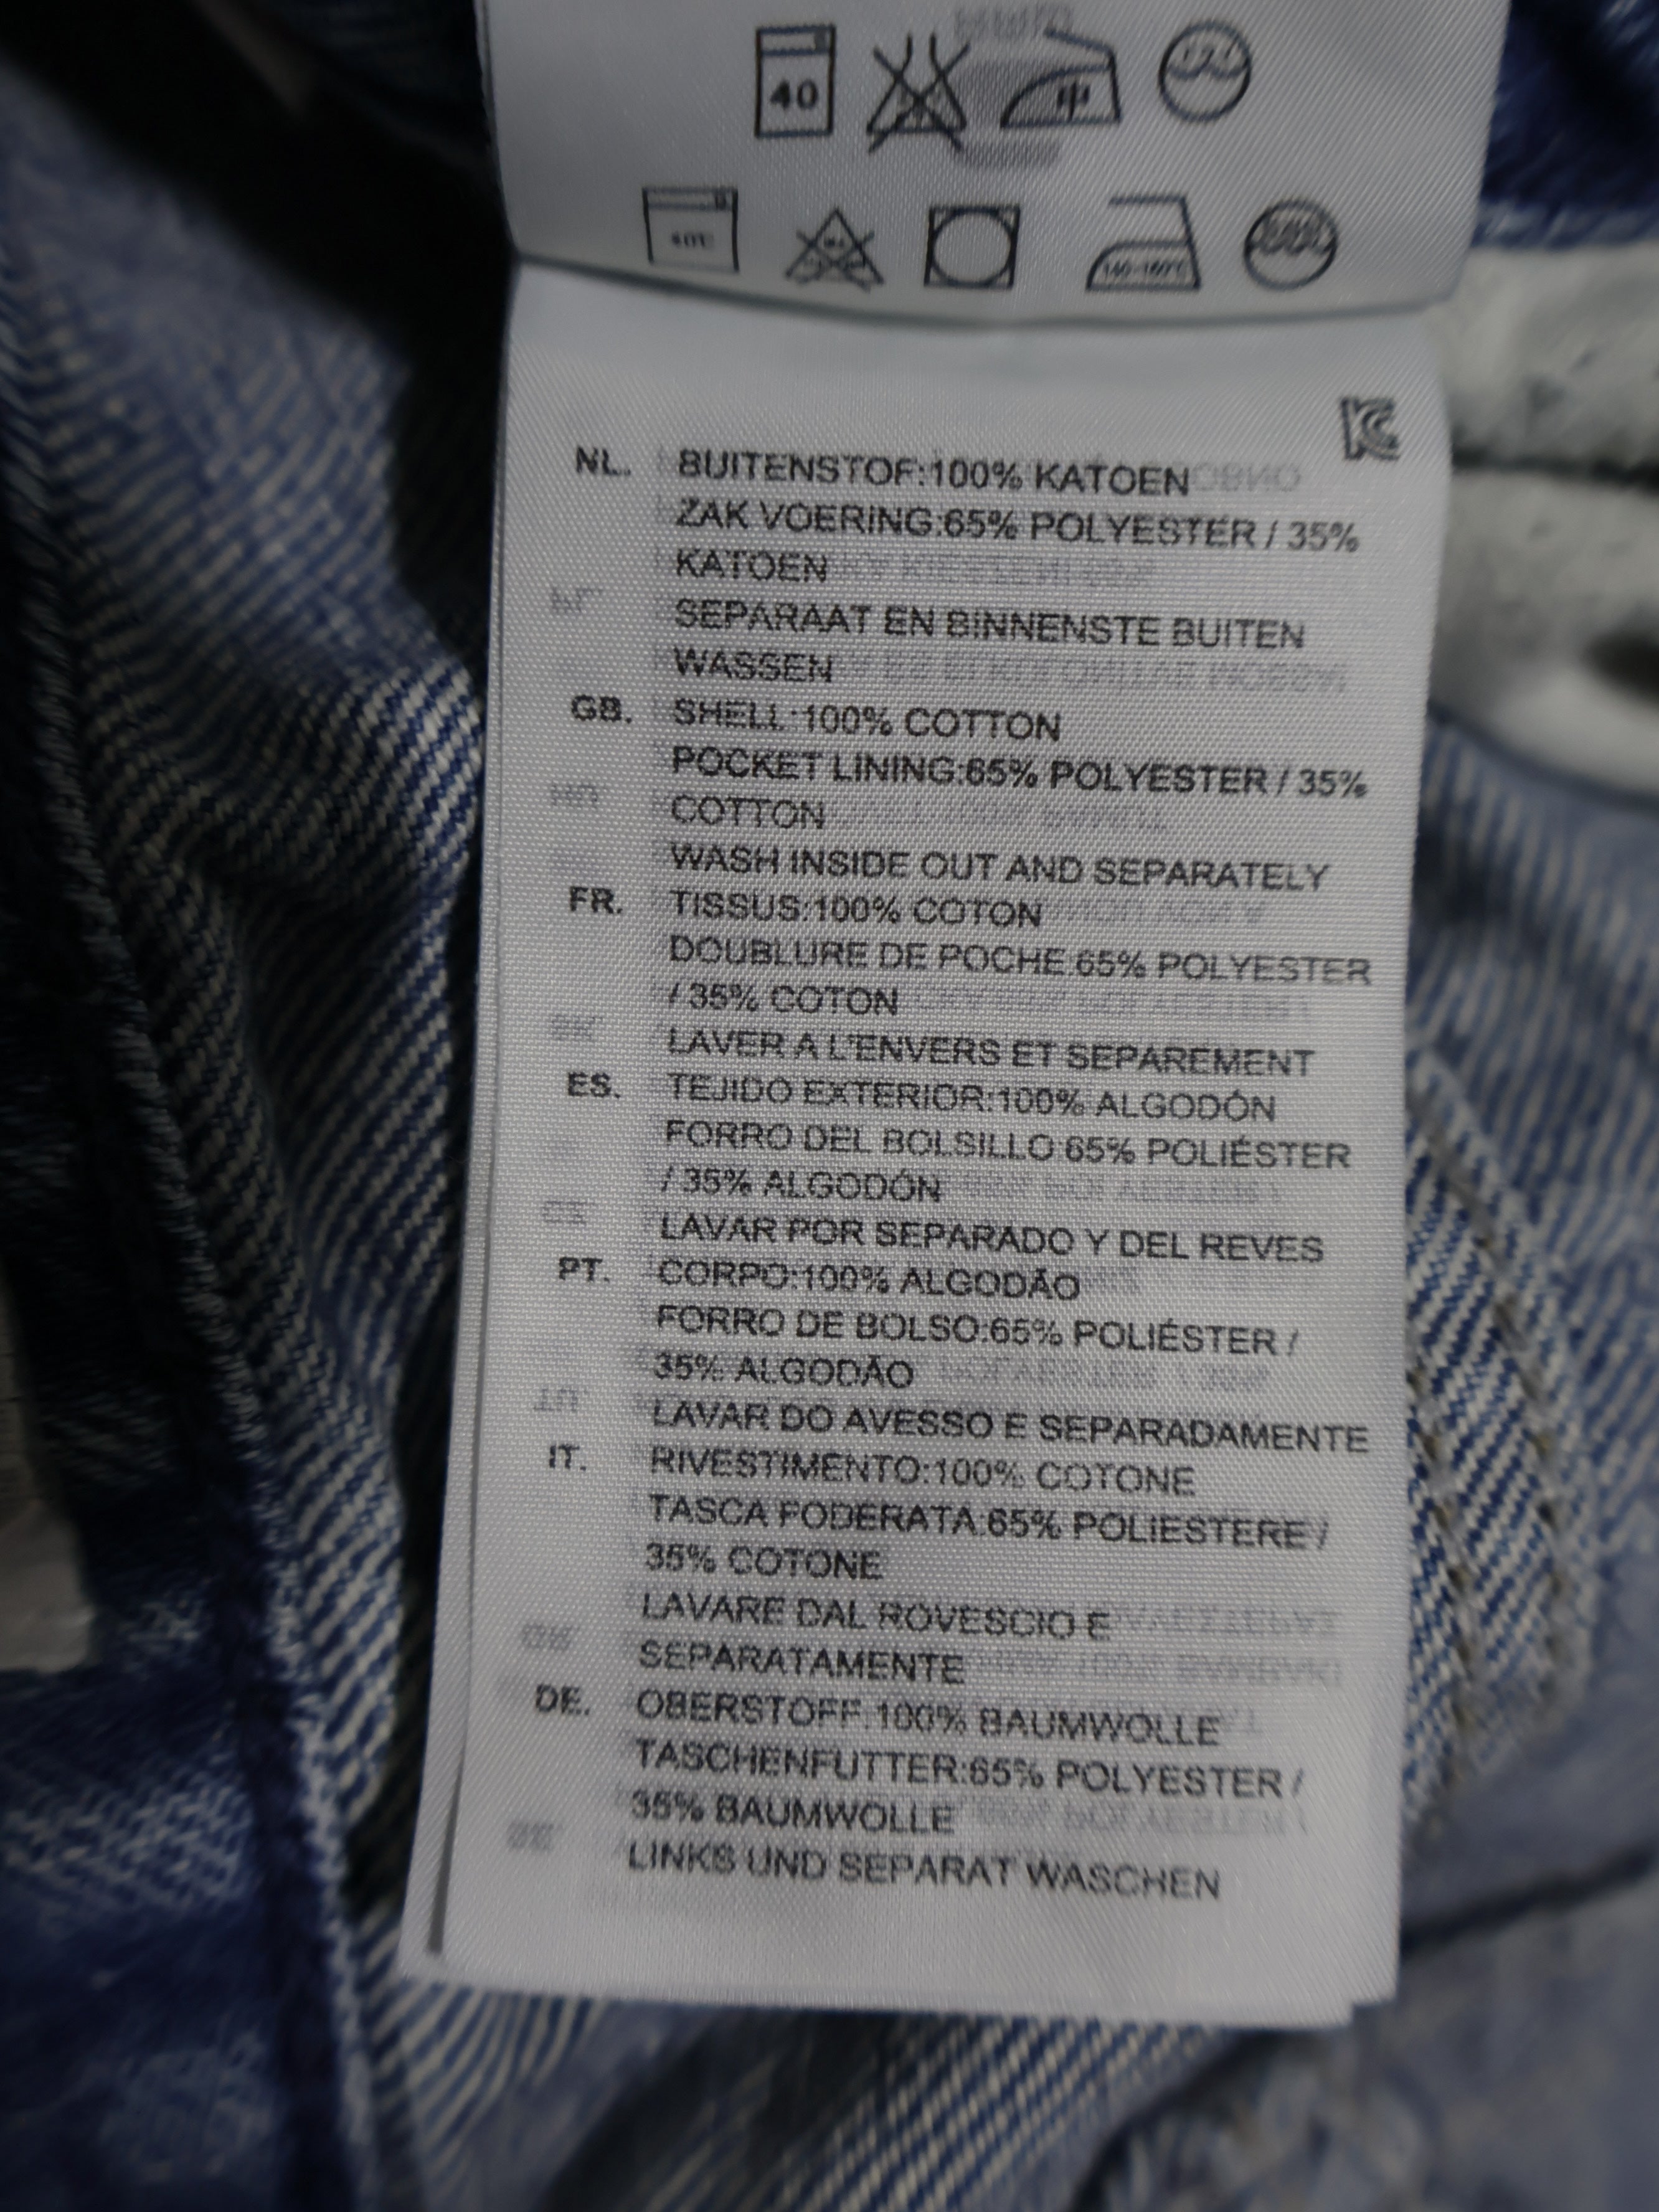 40
NL. BUITENSTOF:100% KATOEN
ZAK VOERING:65% POLYESTER / 35%
KATOEN
SEPARAAT EN BINNENSTE BUITEN
WASSEN
GB. SHELL:100% COTTON
POCKET LINING:65% POLYESTER / 35%
COTTON
WASH INSIDE OUT AND SEPARATELY
FR. TISSUS:100% COTON
DOUBLURE DE POCHE:65% POLYESTER
/ 35% COTON
LAVER A L'ENVERS ET SEPAREMENT
ES. TEJIDO EXTERIOR:100% ALGODÓN
FORRO DEL BOLSILLO:65% POLIÉSTER
/ 35% ALGODÓN
LAVAR POR SEPARADO Y DEL REVES
PT. CORPO:100% ALGODÃO
FORRO DE BOLSO:65% POLIÉSTER /
35% ALGODÃO
LAVAR DO AVESSO E SEPARADAMENTE
IT. RIVESTIMENTO:100% COTONE
TASCA FODERATA:65% POLIESTERE /
35% COTONE
LAVARE DAL ROVESCIO E
SEPARATAMENTE
DE. OBERSTOFF:100% BAUMWOLLE
TASCHENFUTTER:65% POLYESTER /
35% BAUMWOLLE
LINKS UND SEPARAT WASCHEN